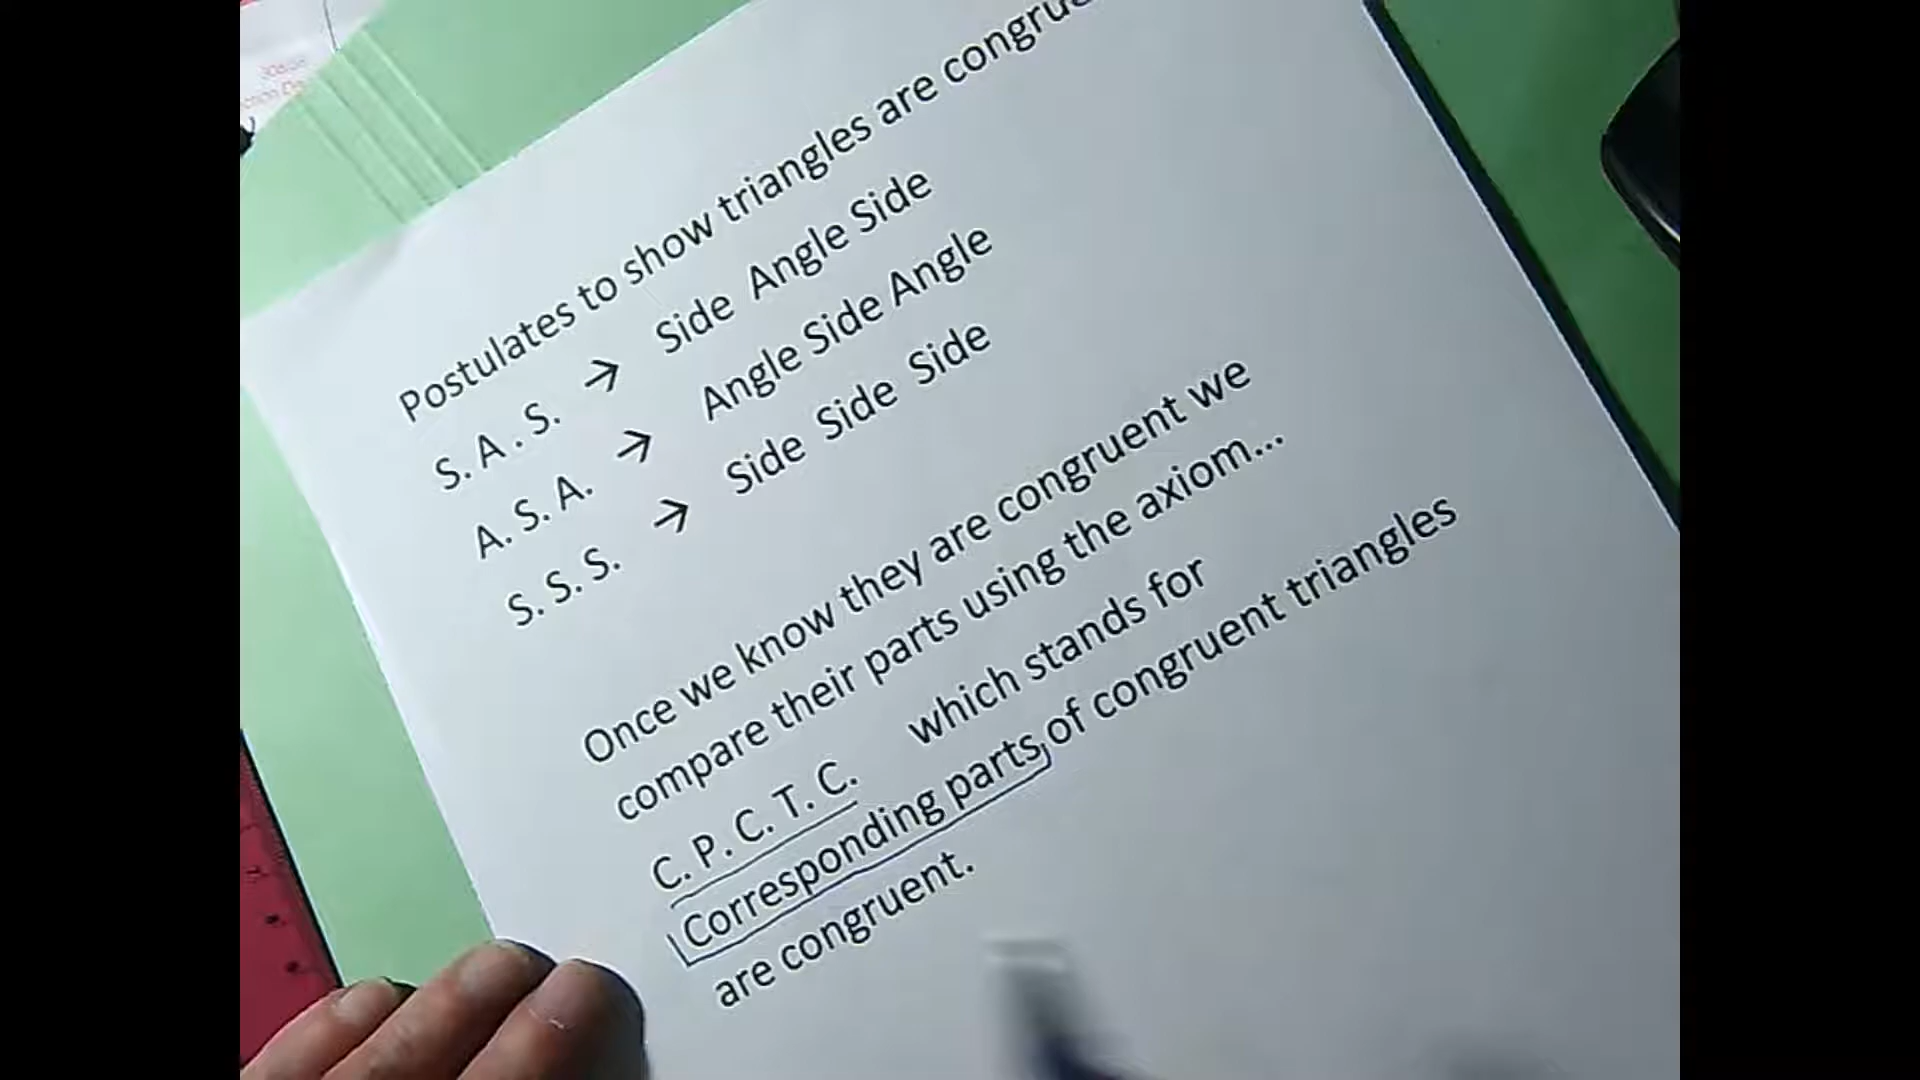 Postulates to show triangles are
S. A. S. → Side Angle Side
A. S. A. → Angle Side Angle
S. S. S. → Side Side Side
Once we know they are congruent we
compare their parts using the axiom...
C. P. C. T. C. which stands for
Corresponding parts of congruent triangles
are congruent.